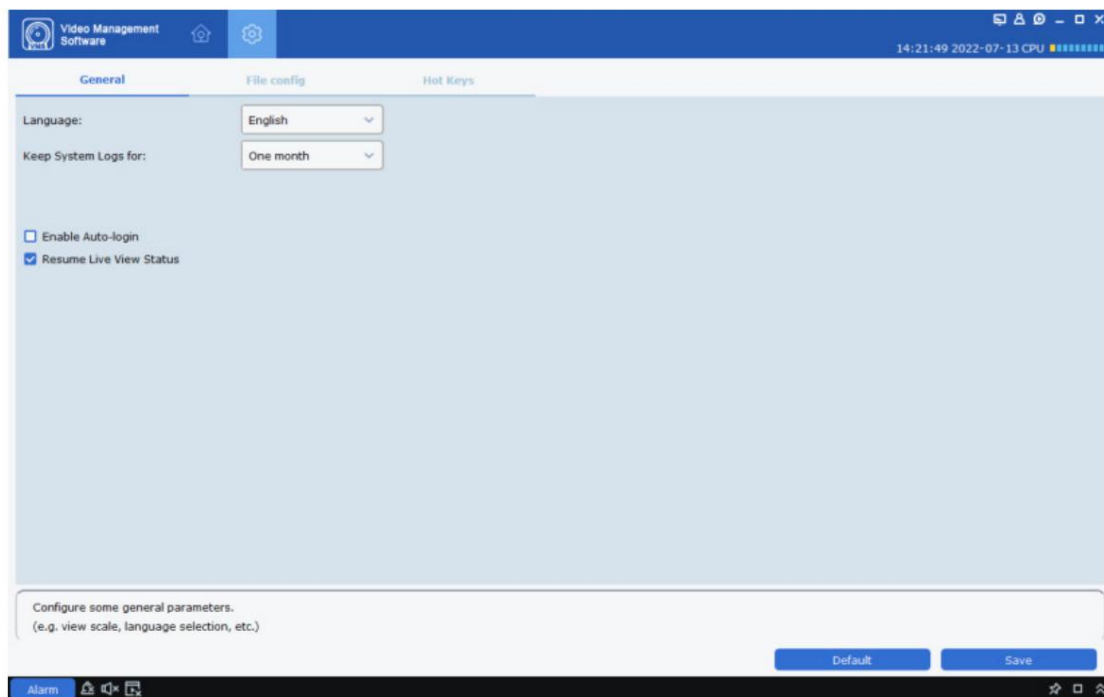 Video Management
Software
14:21:49 2022-07-13 CPU
General
File config
Hot Keys
Language:
English
Keep System Logs for:
One month
Enable Auto-login
Resume Live View Status
Configure some general parameters.
(e.g. view scale, language selection, etc.)
Default
Save
Alarm